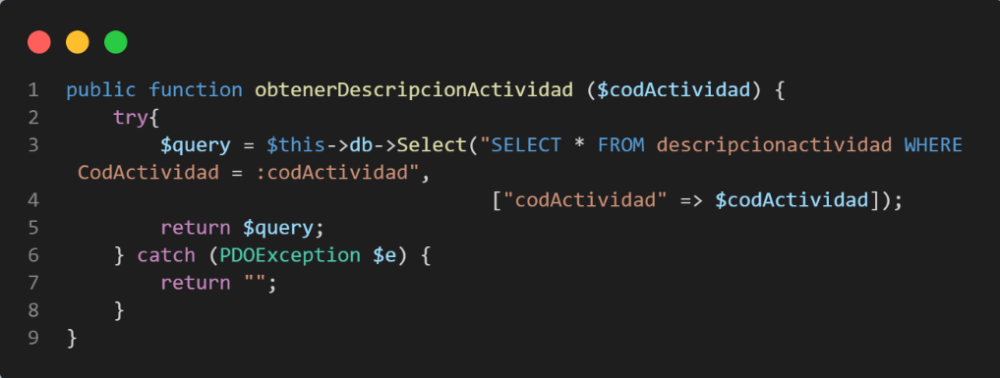 1 public function obtenerDescripcionActividad ($codActividad) {
2 try{
3 $query = $this->db->Select("SELECT * FROM descripcionactividad WHERE
CodActividad = :codActividad",
4 ["codActividad" => $codActividad]);
5 return $query;
6 } catch (PDOException $e) {
7 return "";
8 }
9 }